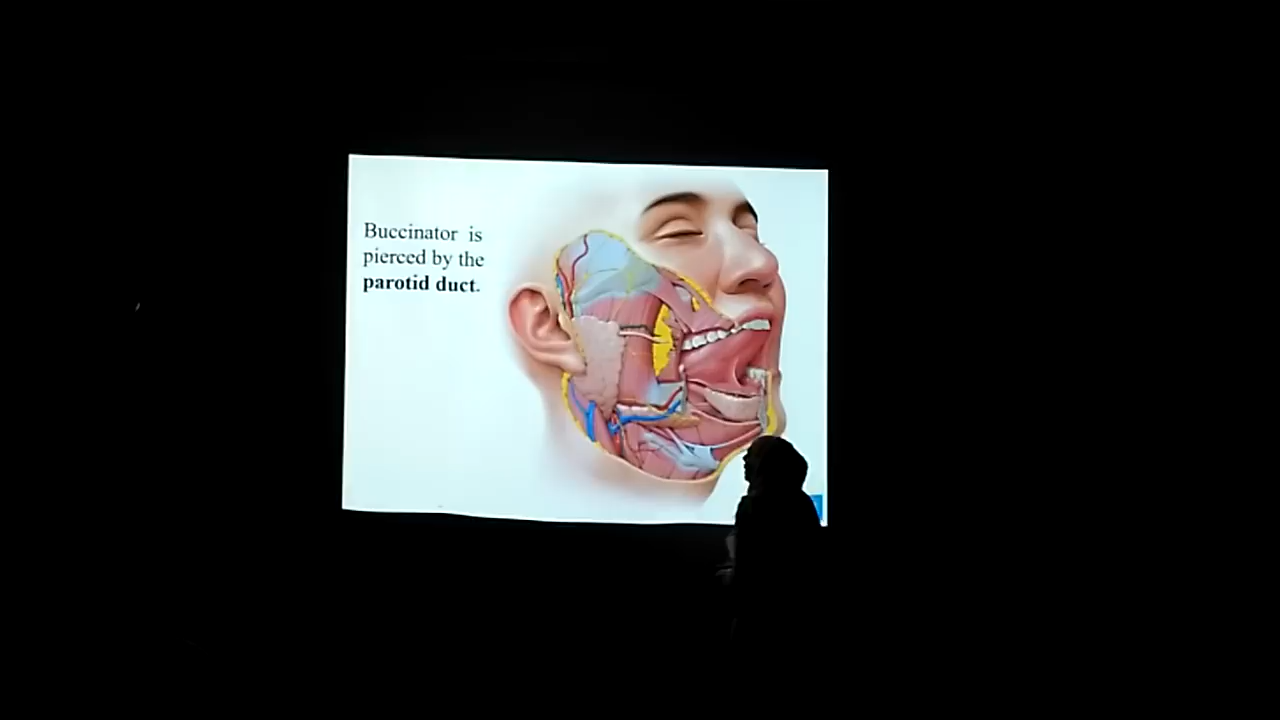 Buccinator is
pierced by the
parotid duct.